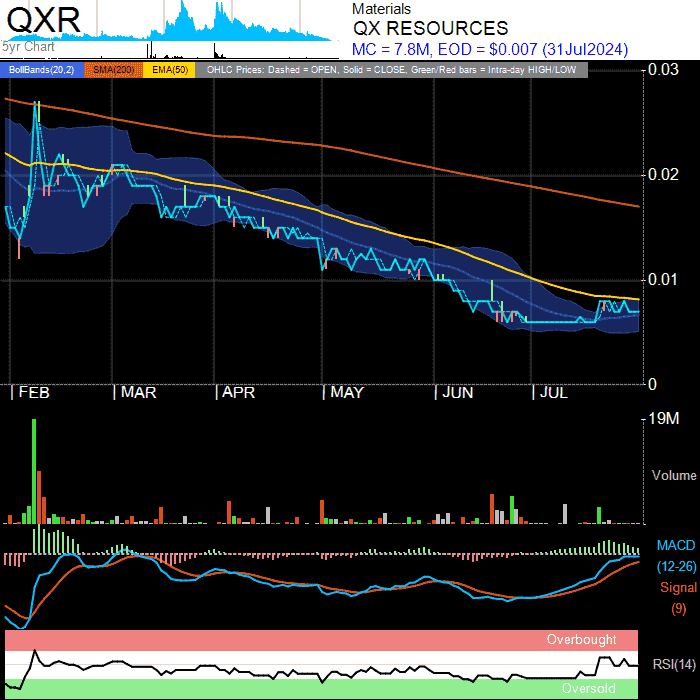 QXR
5yr Chart
Materials
QX RESOURCES
MC = 7.8M, EOD = $0.007 (31Jul2024)
BollBands(20,2) SMA(200) EMA(50) OHLC Prices: Dashed = OPEN, Solid = CLOSE, Green/Red bars = Intra-day HIGH/LOW
0.03
0.02
0.01
0
FEB MAR APR MAY JUN JUL
19M
Volume
MACD
(12-26)
Signal
(9)
Overbought
RSI(14)
Oversold